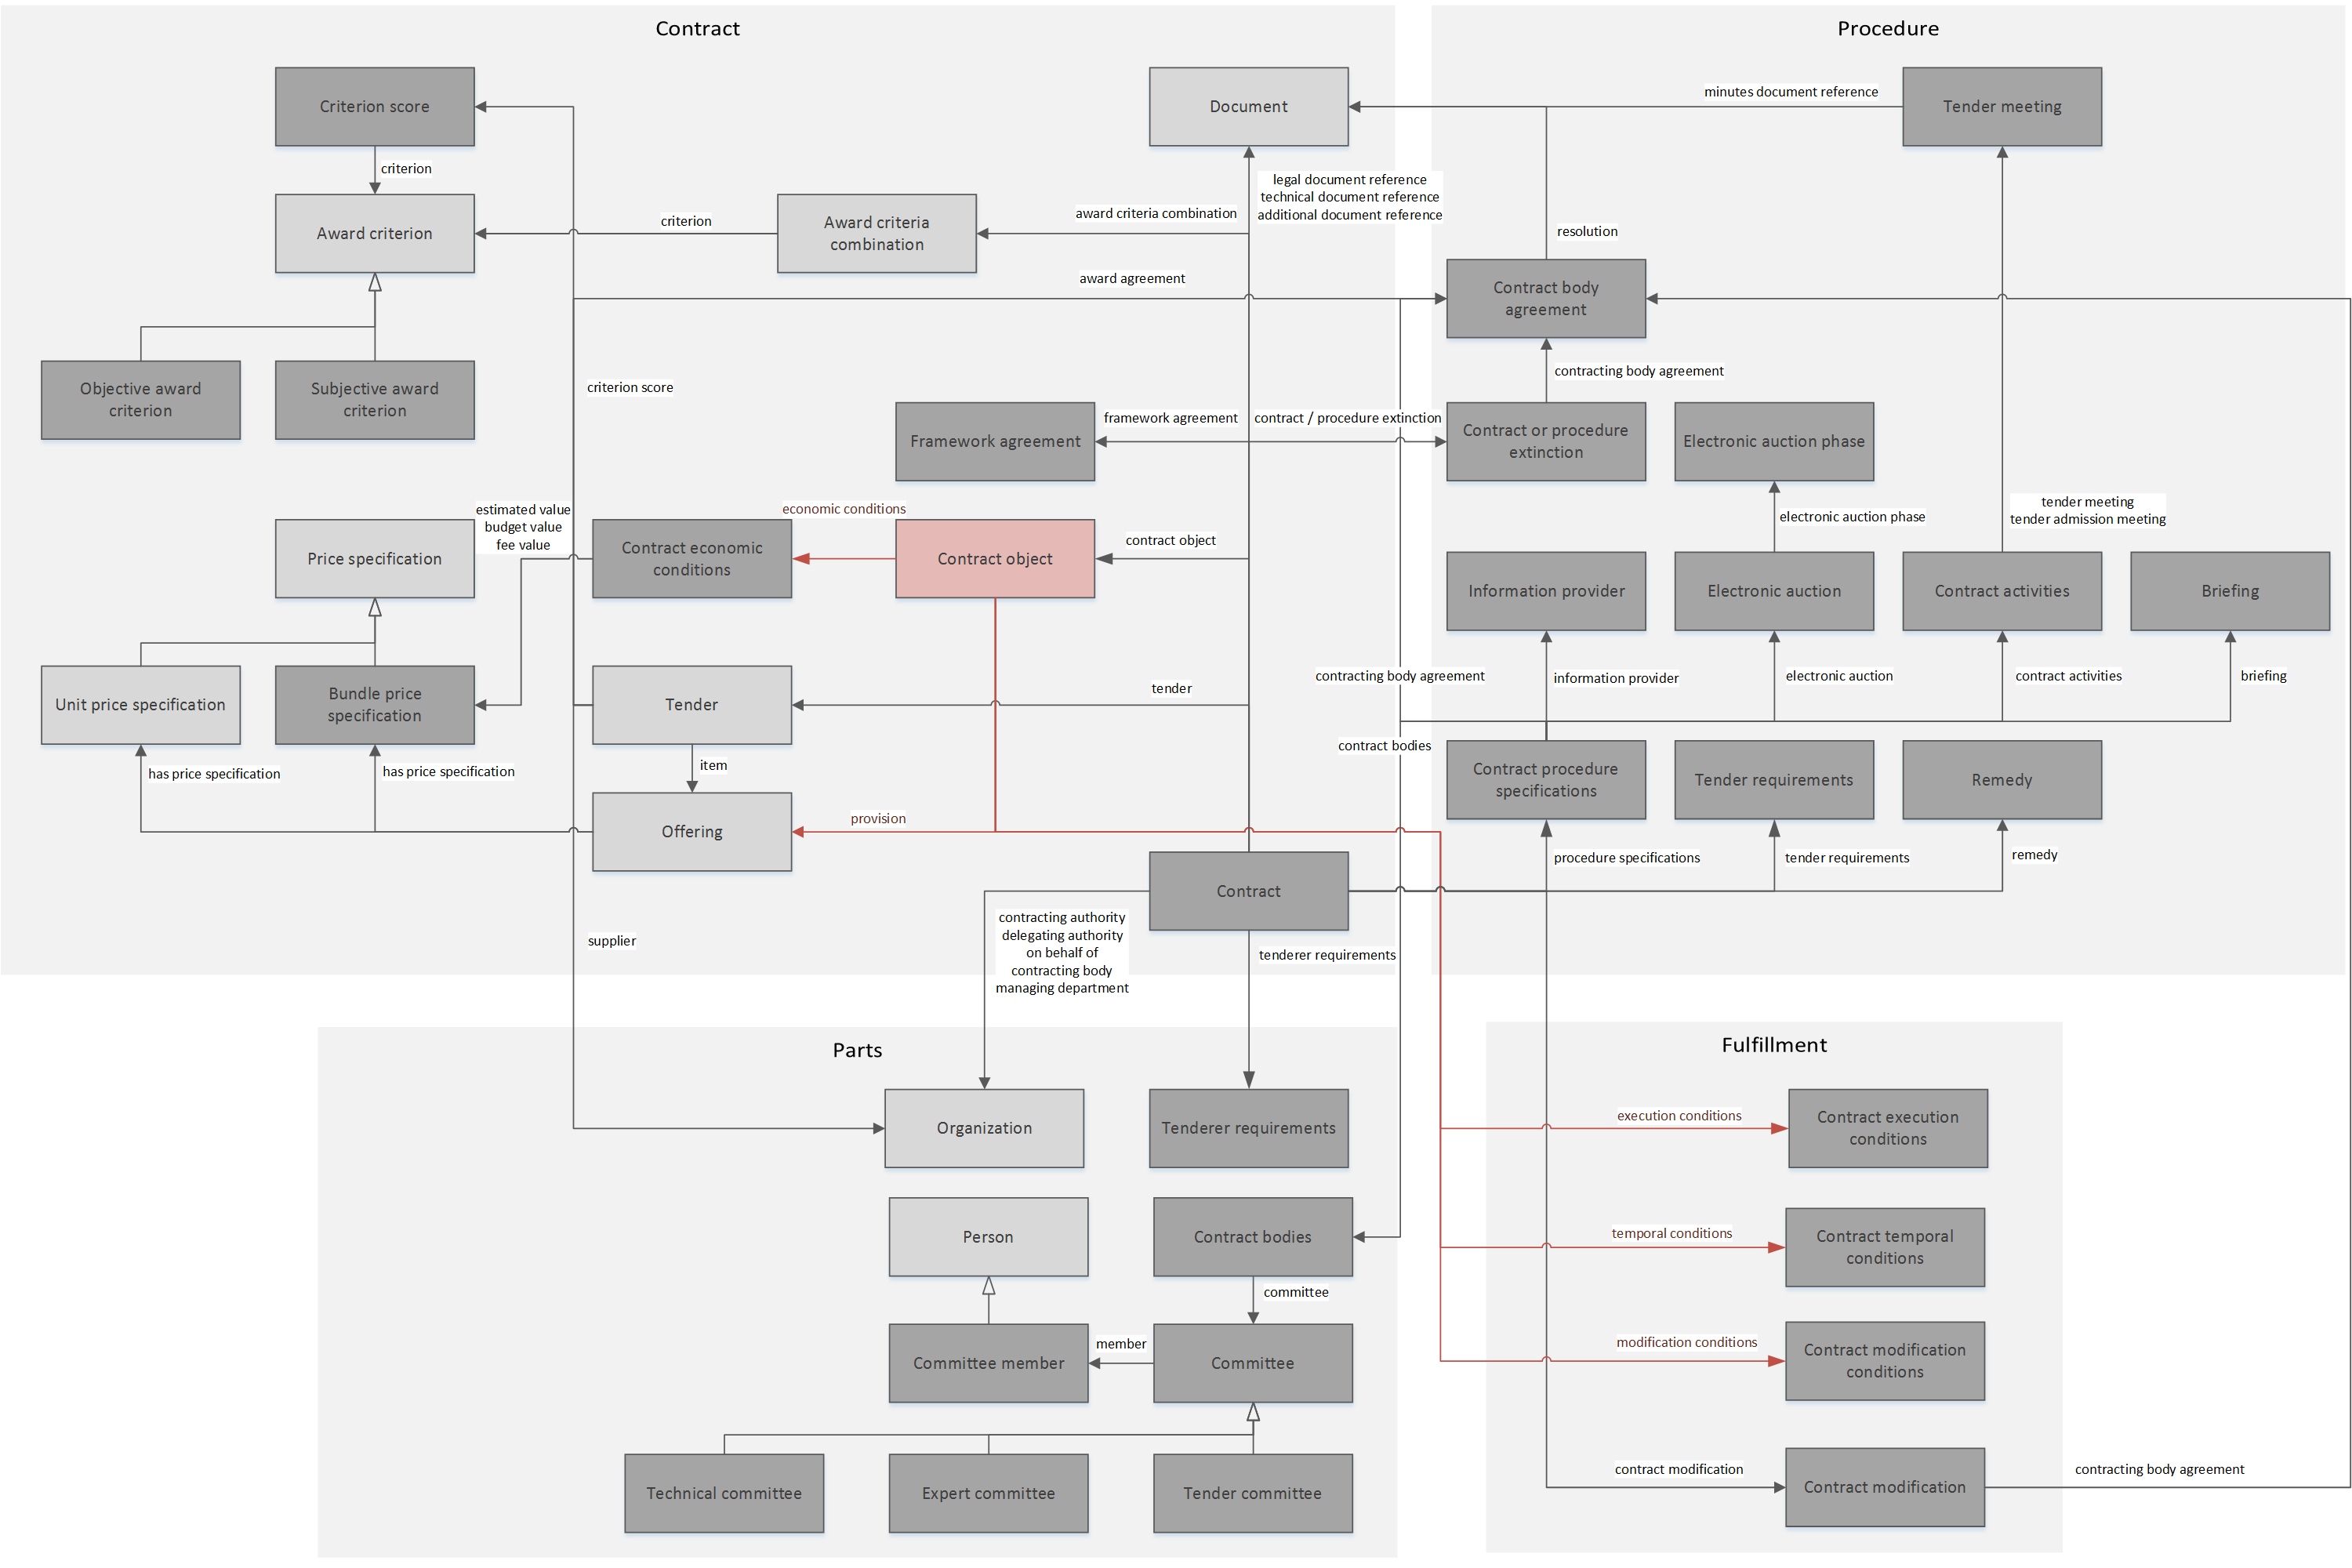 Contract
Procedure
Criterion score
Document
minutes document reference
Tender meeting
criterion
legal document reference
technical document reference
additional document reference
Award criterion
criterion
Award criteria
combination
award criteria combination
resolution
award agreement
Contract body
agreement
Objective award
criterion
Subjective award
criterion
criterion score
contracting body agreement
Framework agreement
framework agreement
contract / procedure extinction
Contract or procedure
extinction
Electronic auction phase
estimated value
budget value
fee value
economic conditions
electronic auction phase
tender meeting
tender admission meeting
Price specification
Contract economic
conditions
Contract object
contract object
Information provider
Electronic auction
Contract activities
Briefing
Unit price specification
Bundle price
specification
Tender
tender
contracting body agreement
information provider
electronic auction
contract activities
briefing
contract bodies
has price specification
has price specification
item
Contract procedure
specifications
Tender requirements
Remedy
Offering
provision
procedure specifications
tender requirements
remedy
Contract
contracting authority
delegating authority
on behalf of
contracting body
managing department
supplier
tenderer requirements
Parts
Fulfillment
Organization
Tenderer requirements
execution conditions
Contract execution
conditions
Person
Contract bodies
temporal conditions
Contract temporal
conditions
committee
Committee member
member
Committee
modification conditions
Contract modification
conditions
Technical committee
Expert committee
Tender committee
contract modification
Contract modification
contracting body agreement